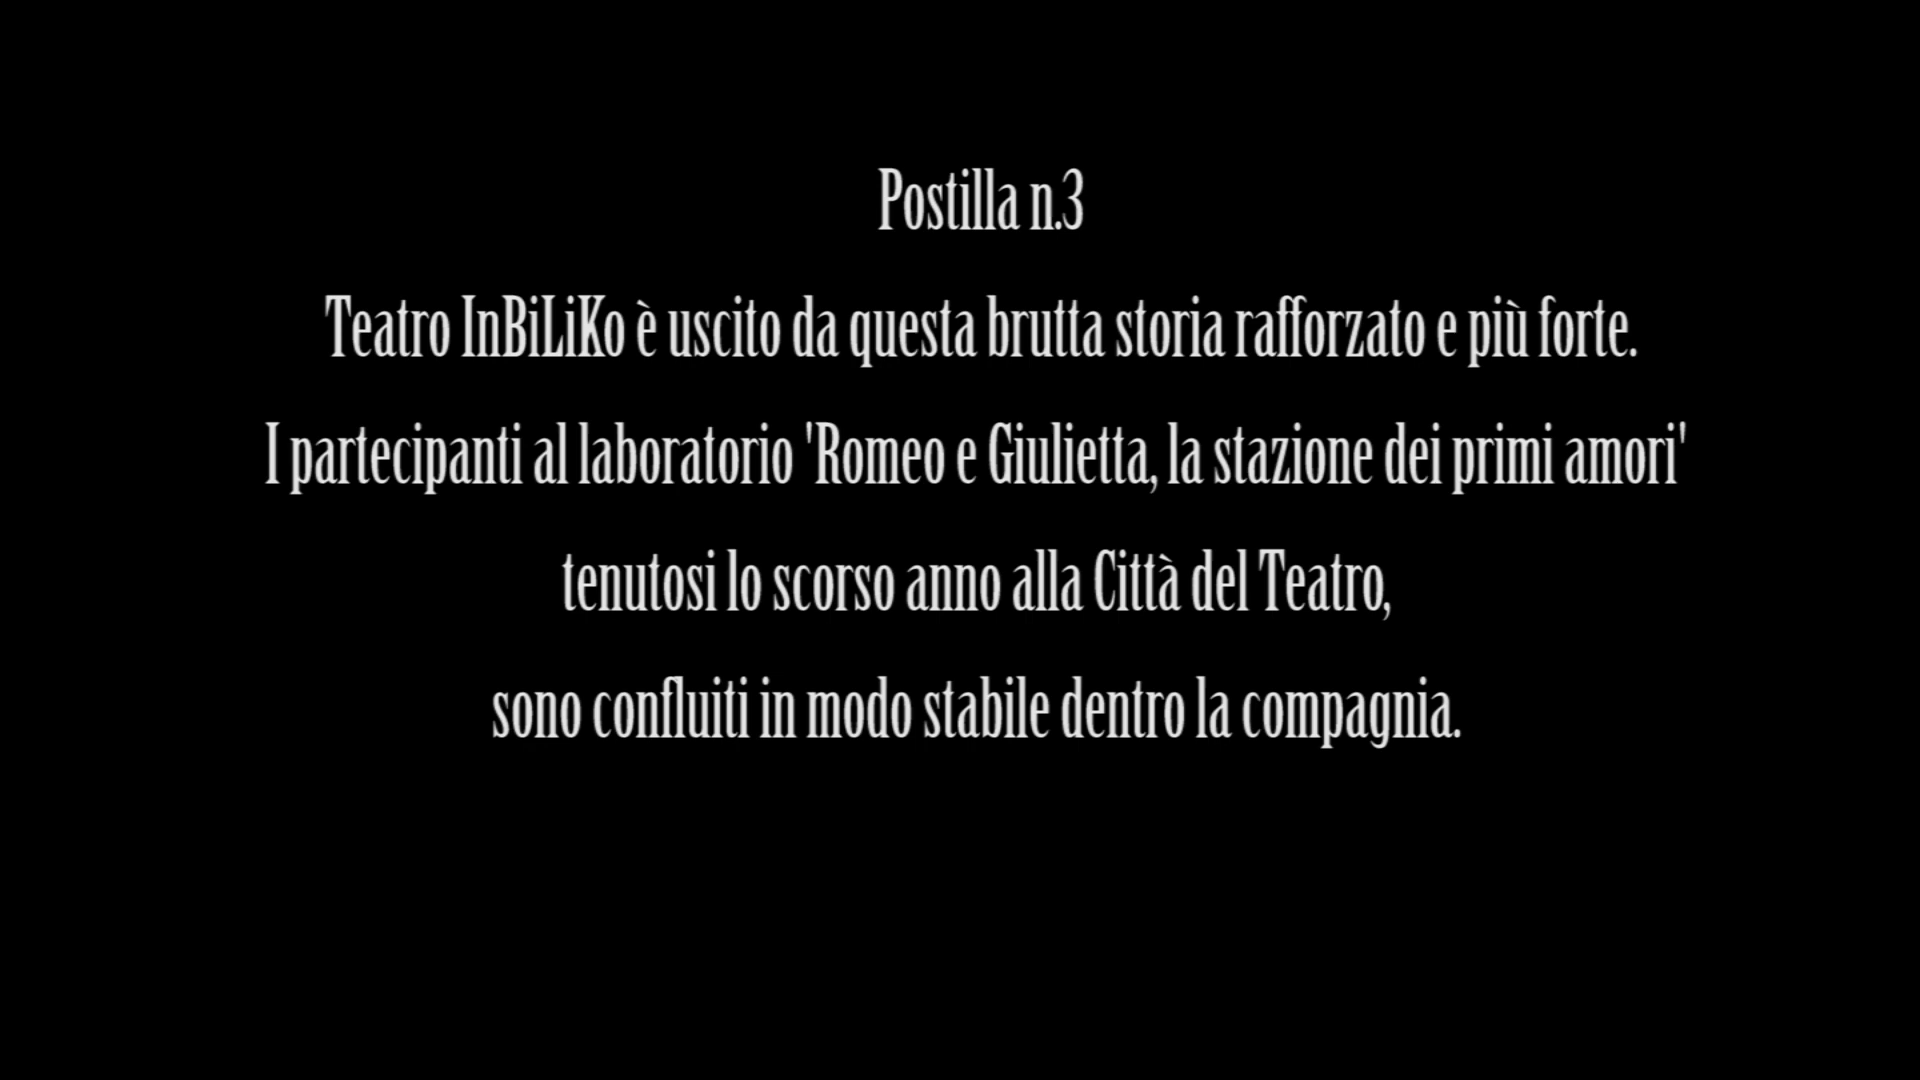 Postilla n.3
Teatro InBiLiKo è uscito da questa brutta storia rafforzato e più forte.
I partecipanti al laboratorio 'Romeo e Giulietta, la stazione dei primi amori'
tenutosi lo scorso anno alla Città del Teatro,
sono confluiti in modo stabile dentro la compagnia.